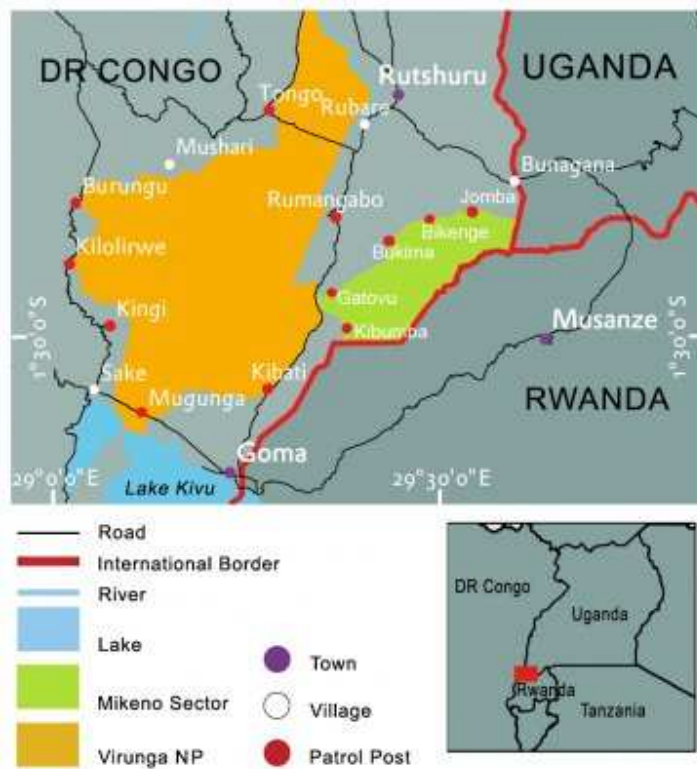 DR CONGO
UGANDA
Rutshuru
Tongo
Rubare
Mushari
Bunagana
Burungu
Rumangabo
Jomba
Bikenge
Bukima
Kilolirwe
Gatovu
Kingi
Kibumba
Musanze
1°30'0"S
1°30'0"S
Sake
Kibati
Mugunga
RWANDA
Goma
29°0'0"E
Lake Kivu
29°30'0"E
Road
International Border
River
Lake
Mikeno Sector
Virunga NP
Town
Village
Patrol Post
DR Congo
Uganda
Rwanda
Tanzania